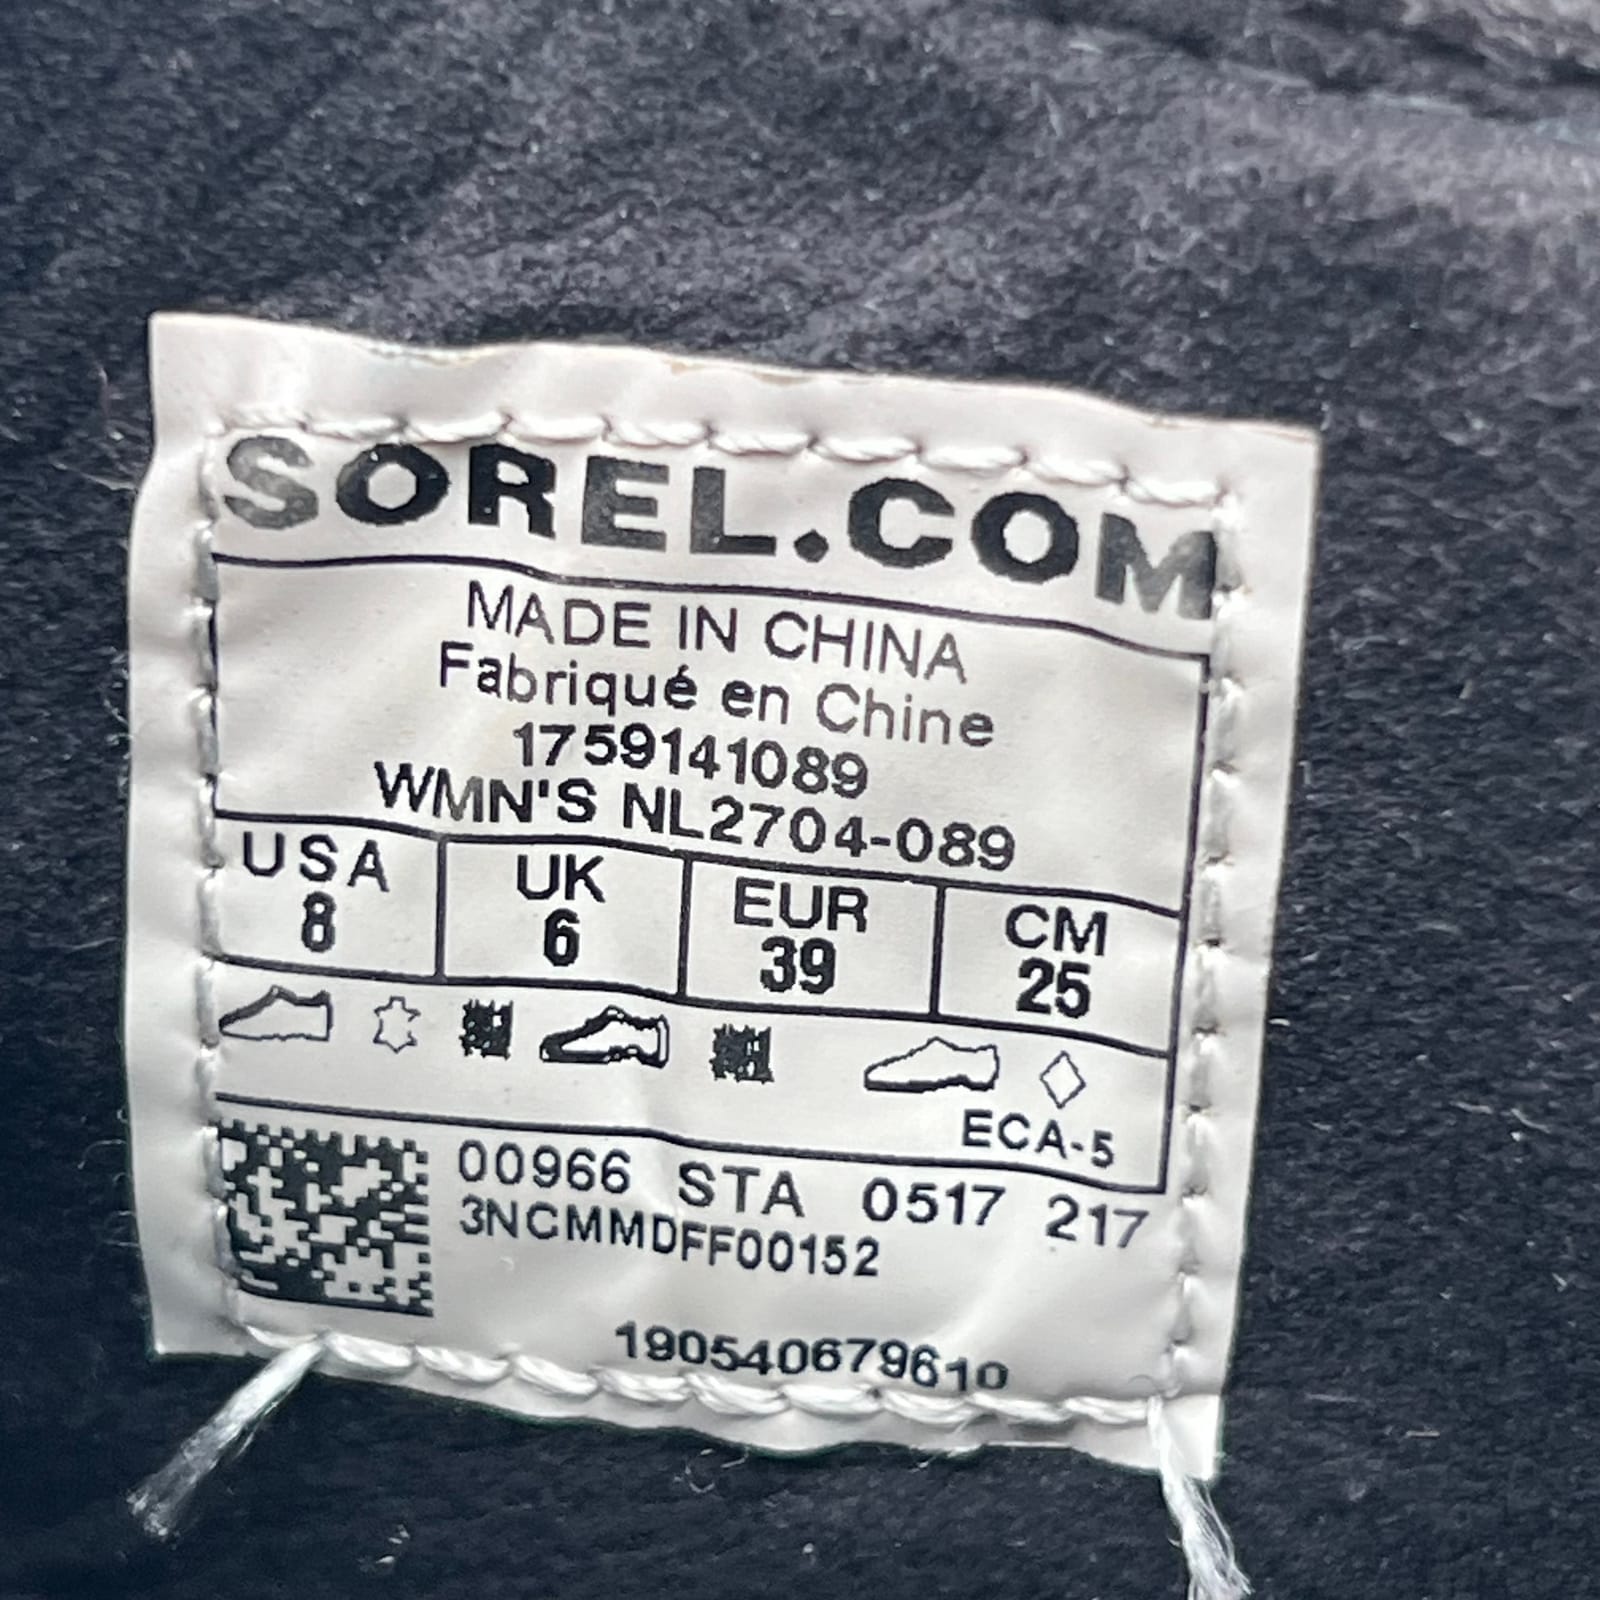 SOREL.COM
MADE IN CHINA
Fabriqué en Chine
1759141089
WMN'S NL2704-089
USA UK EUR CM
8 6 39 25
ECA-5
00966 STA 0517 217
3NCMMDFF00152
190540679610